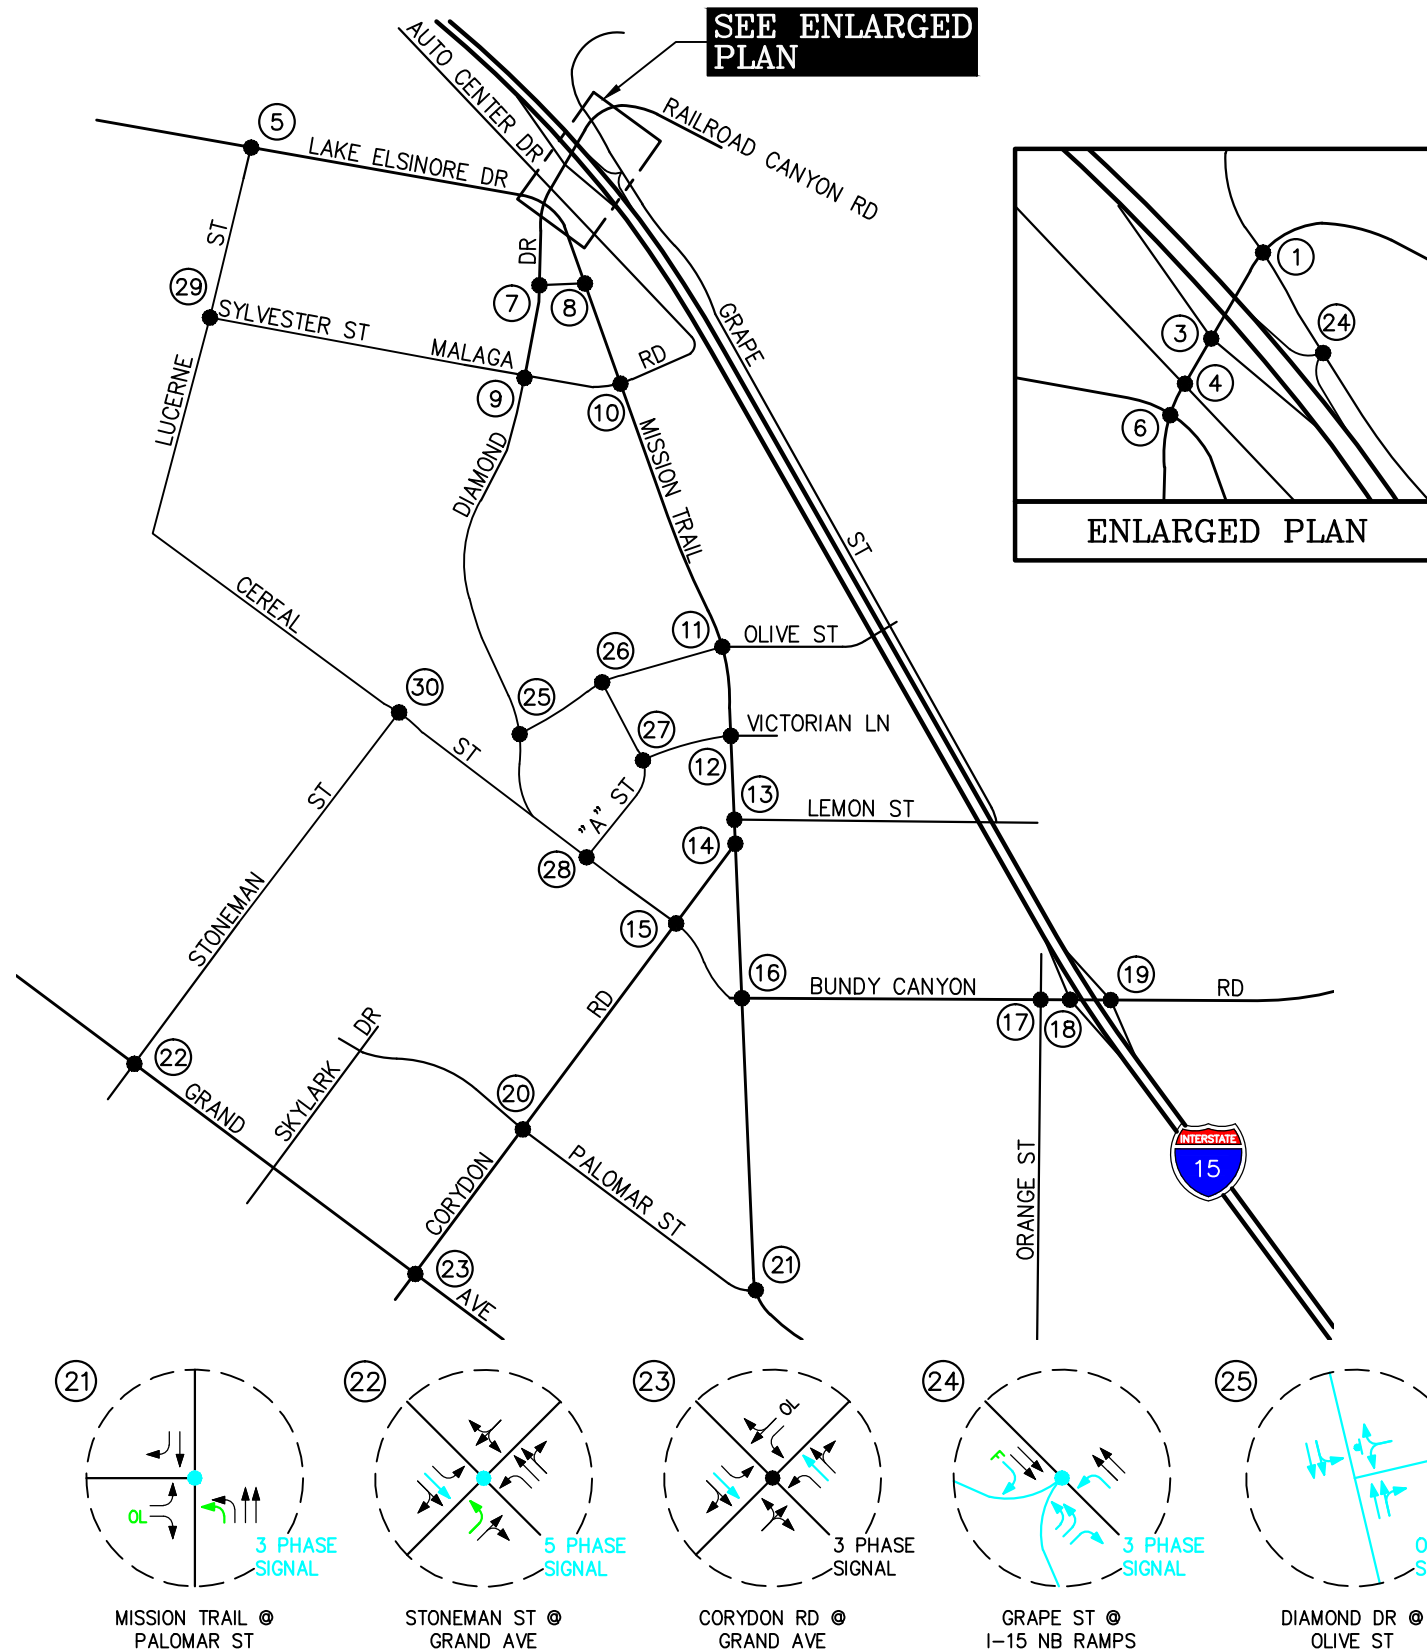 SEE ENLARGED
PLAN
AUTO CENTER DR
RAILROAD CANYON RD
5
LAKE ELSINORE DR
ST
DR
1
24
3
4
6
ENLARGED PLAN
29
7
8
SYLVESTER ST
MALAGA
RD
GRAPE
9
10
LUCERNE
DIAMOND
MISSION TRAIL
ST
CEREAL
11
OLIVE ST
26
30
25
27
VICTORIAN LN
ST
12
ST
"A" ST
13
LEMON ST
14
28
STONEMAN
15
16
BUNDY CANYON
19
RD
RD
17
18
DR
22
GRAND
SKYLARK
20
INTERSTATE
15
CORYDON
PALOMAR ST
ORANGE ST
23
AVE
21
21
OL
3 PHASE
SIGNAL
MISSION TRAIL @
PALOMAR ST
22
5 PHASE
SIGNAL
STONEMAN ST @
GRAND AVE
23
OL
3 PHASE
SIGNAL
CORYDON RD @
GRAND AVE
24
F
3 PHASE
SIGNAL
GRAPE ST @
I-15 NB RAMPS
25
DIAMOND DR @
OLIVE ST